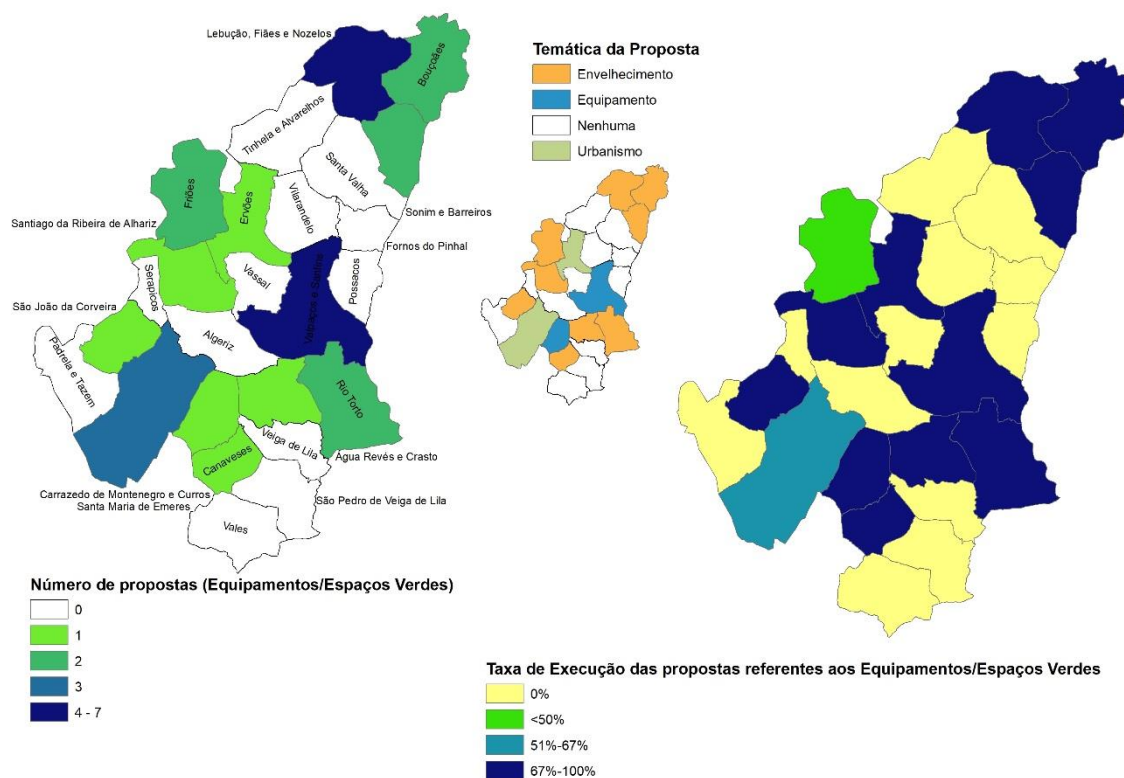 Lebução, Fiães e Nozelos
Bouçoães
Tinhela e Alvarelhos
Santa Valha
Friões
Ervões
Vilarandelo
Sonim e Barreiros
Santiago da Ribeira de Alhariz
Fornos do Pinhal
Serapicos
Vassal
Valpaços e Sanfins
Possacos
São João da Corveira
Algeriz
Padrela e Tazem
Rio Torto
Veiga de Lila
Água Revés e Crasto
Canaveses
Carrazedo de Montenegro e Curros
Santa Maria de Emeres
São Pedro de Veiga de Lila
Vales
Número de propostas (Equipamentos/Espaços Verdes)
0
1
2
3
4 - 7
Temática da Proposta
Envelhecimento
Equipamento
Nenhuma
Urbanismo
Taxa de Execução das propostas referentes aos Equipamentos/Espaços Verdes
0%
<50%
51%-67%
67%-100%